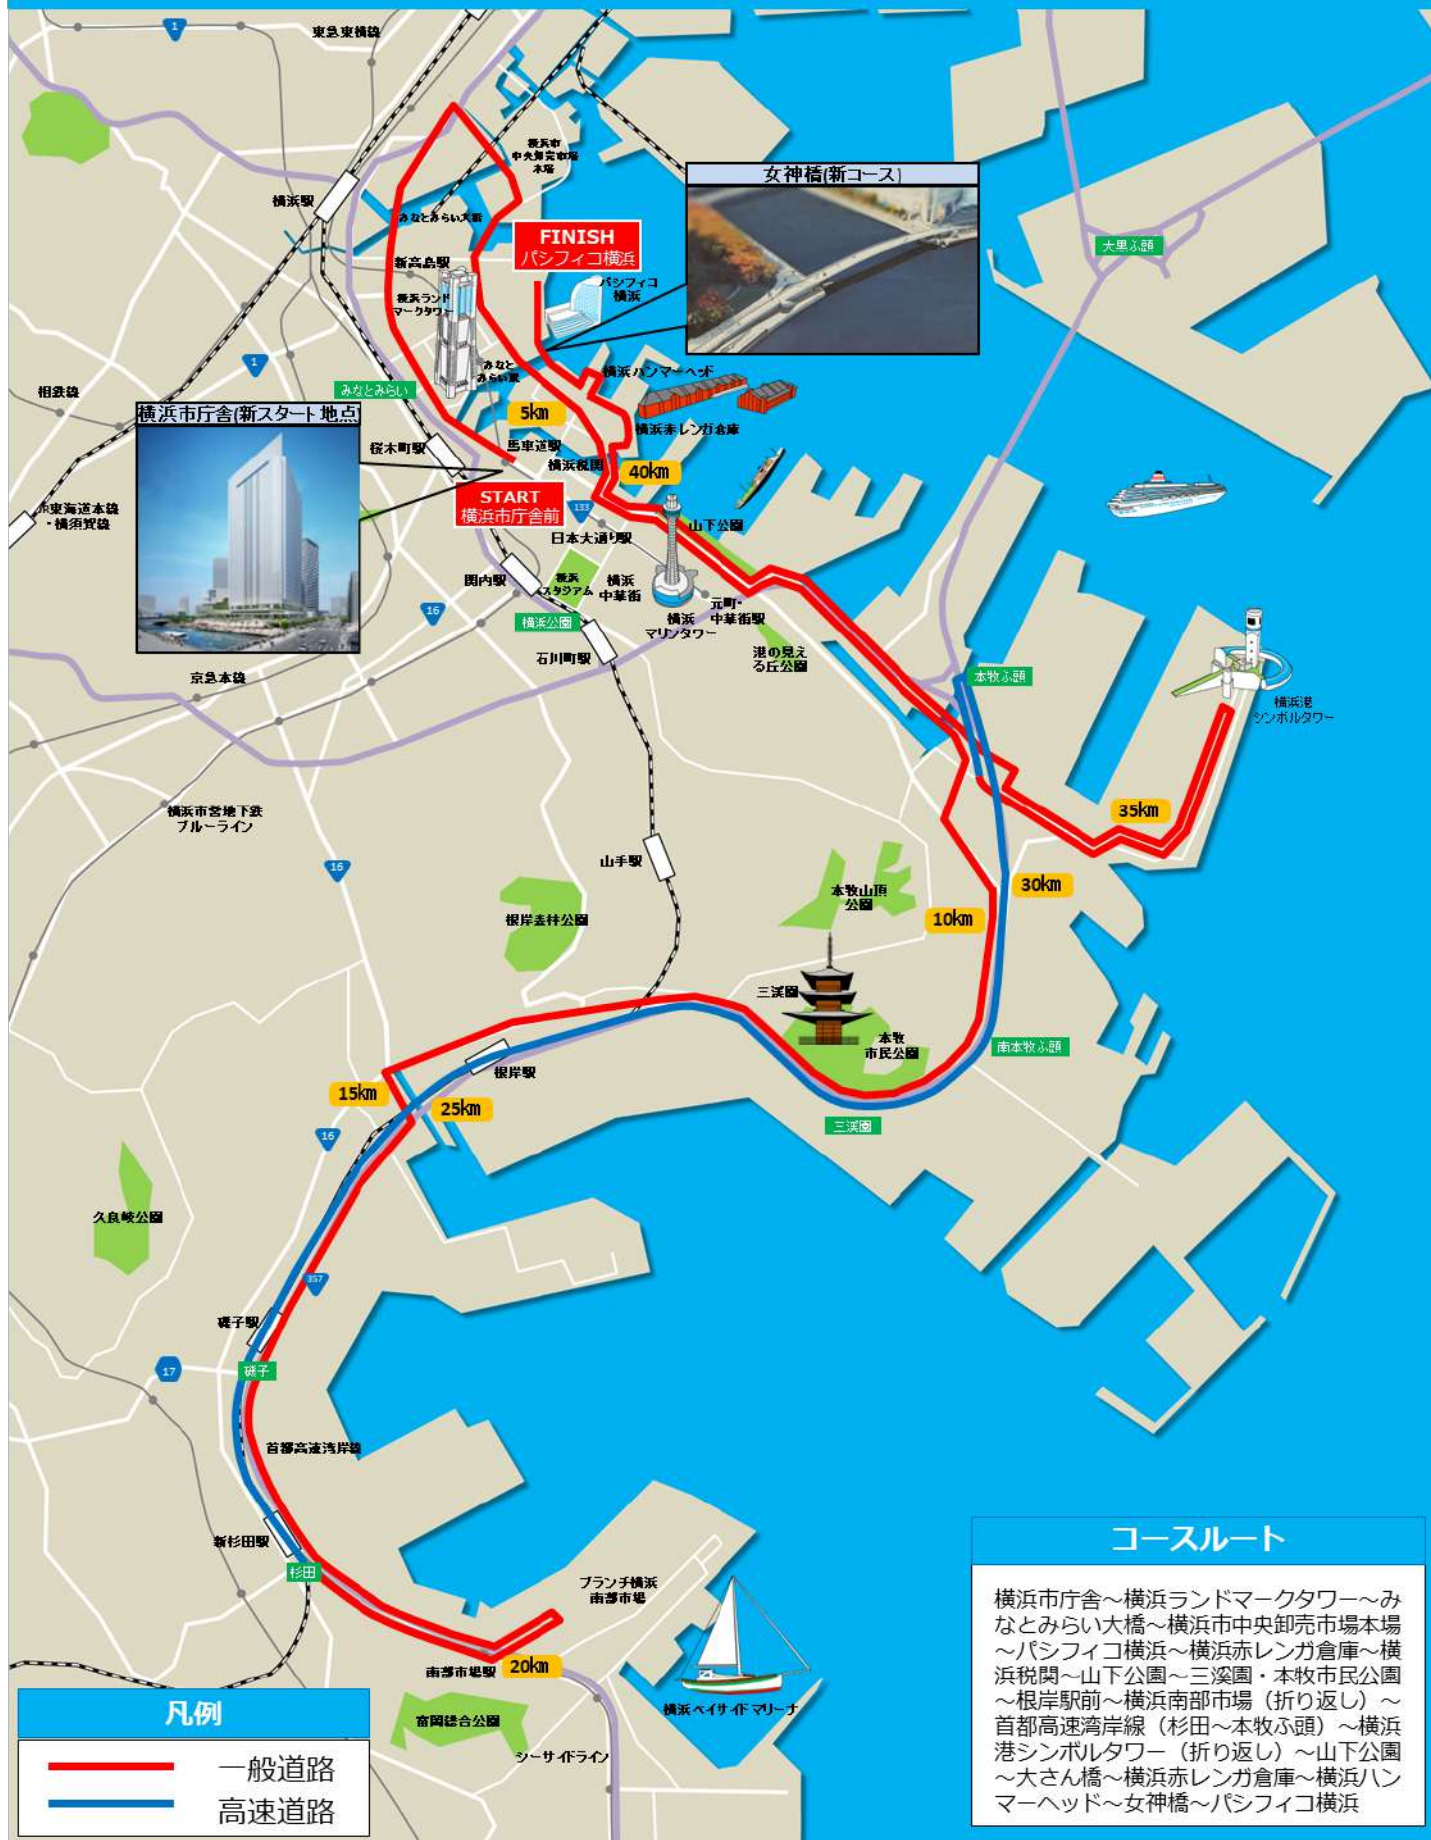 1
東急東横線
横浜市
中央卸売市場
本場
女神橋(新コース)
横浜駅
みなとみらい大橋
FINISH
パシフィコ横浜
大黒ふ頭
新高島駅
パシフィコ
横浜
横浜ランド
マークタワー
1
みなと
みらい駅
横浜ハンマーヘッド
相鉄線
みなとみらい
横浜市庁舎(新スタート地点)
5km
横浜赤レンガ倉庫
桜木町駅
馬車道駅
横浜税関
40km
START
横浜市庁舎前
JR東海道本線
・横須賀線
133
山下公園
日本大通り駅
関内駅
横浜
スタジアム
横浜
中華街
16
横浜公園
元町・
中華街駅
横浜
マリンタワー
石川町駅
港の見え
る丘公園
京急本線
本牧ふ頭
横浜港
シンボルタワー
横浜市営地下鉄
ブルーライン
35km
16
山手駅
30km
本牧山頂
公園
10km
根岸森林公園
三溪園
本牧
市民公園
南本牧ふ頭
根岸駅
15km
25km
三渓園
16
久良岐公園
357
磯子駅
17
磯子
首都高速湾岸線
新杉田駅
杉田
ブランチ横浜
南部市場
南部市場駅
20km
横浜ベイサイドマリーナ
富岡総合公園
シーサイドライン
凡例
一般道路
高速道路
コースルート
横浜市庁舎～横浜ランドマークタワー～み
なとみらい大橋～横浜市中央卸売市場本場
～パシフィコ横浜～横浜赤レンガ倉庫～横
浜税関～山下公園～三溪園・本牧市民公園
～根岸駅前～横浜南部市場（折り返し）～
首都高速湾岸線（杉田～本牧ふ頭）～横浜
港シンボルタワー（折り返し）～山下公園
～大さん橋～横浜赤レンガ倉庫～横浜ハン
マーヘッド～女神橋～パシフィコ横浜